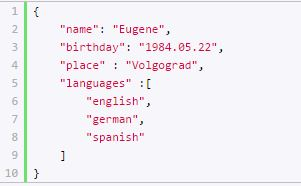 1 {
2     "name": "Eugene",
3     "birthday": "1984.05.22",
4     "place" : "Volgograd",
5     "languages" :[
6         "english",
7         "german",
8         "spanish"
9     ]
10 }